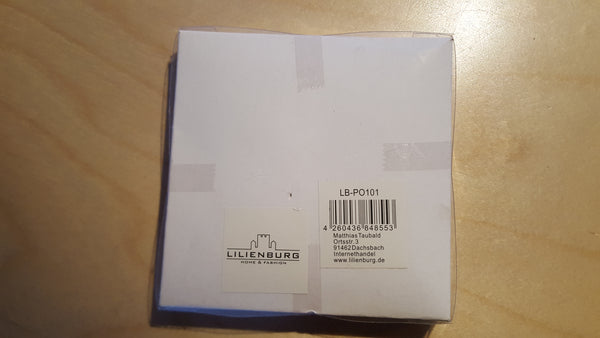 LB-PO101
4 260436 848553
Matthias Taubald
Ortsstr. 3
91462 Dachsbach
Internethandel
www.lilienburg.de
LILIENBURG
HOME & FASHION